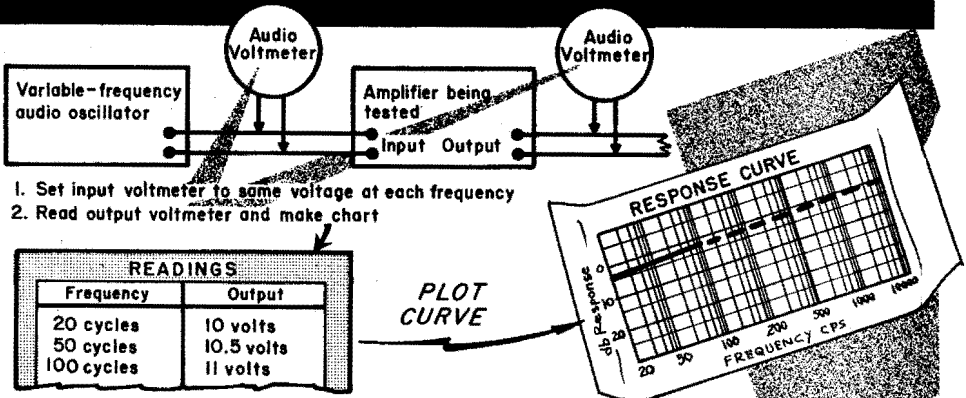 Audio
Voltmeter
Audio
Voltmeter
Variable-frequency
audio oscillator
Amplifier being
tested
Input Output
1. Set input voltmeter to same voltage at each frequency
2. Read output voltmeter and make chart
READINGS
Frequency Output
20 cycles 10 volts
50 cycles 10.5 volts
100 cycles 11 volts
PLOT
CURVE
RESPONSE CURVE
db Response
0
10
20
20 50 100 200 500 1000 10000
FREQUENCY CPS